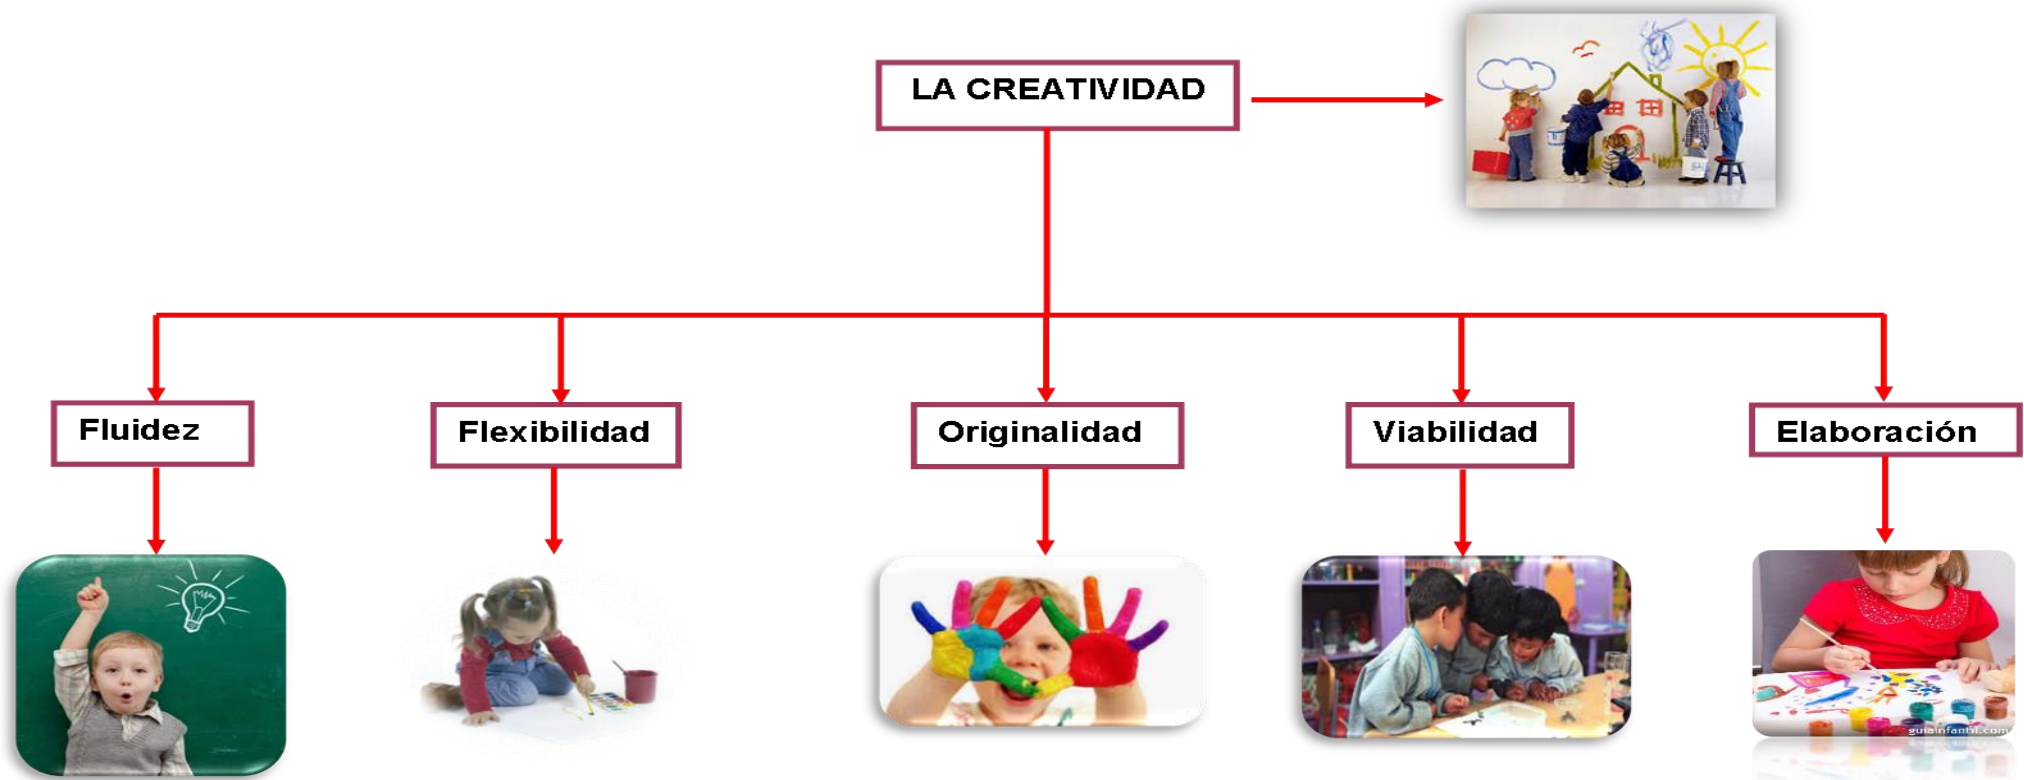 LA CREATIVIDAD
Fluidez
Flexibilidad
Originalidad
Viabilidad
Elaboración
guiainfantil.com